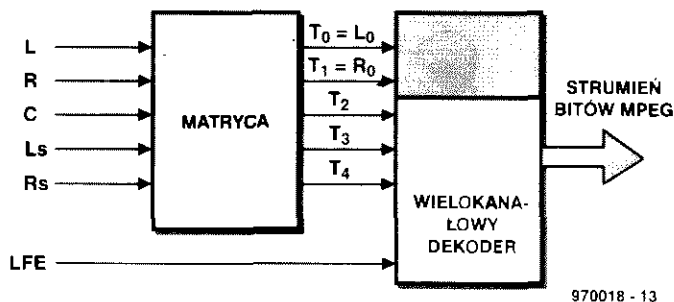 L
R
C
Ls
Rs
LFE
MATRYCA
T0 = L0
T1 = R0
T2
T3
T4
WIELOKANA-
ŁOWY
DEKODER
STRUMIEŃ
BITÓW MPEG
970018 - 13